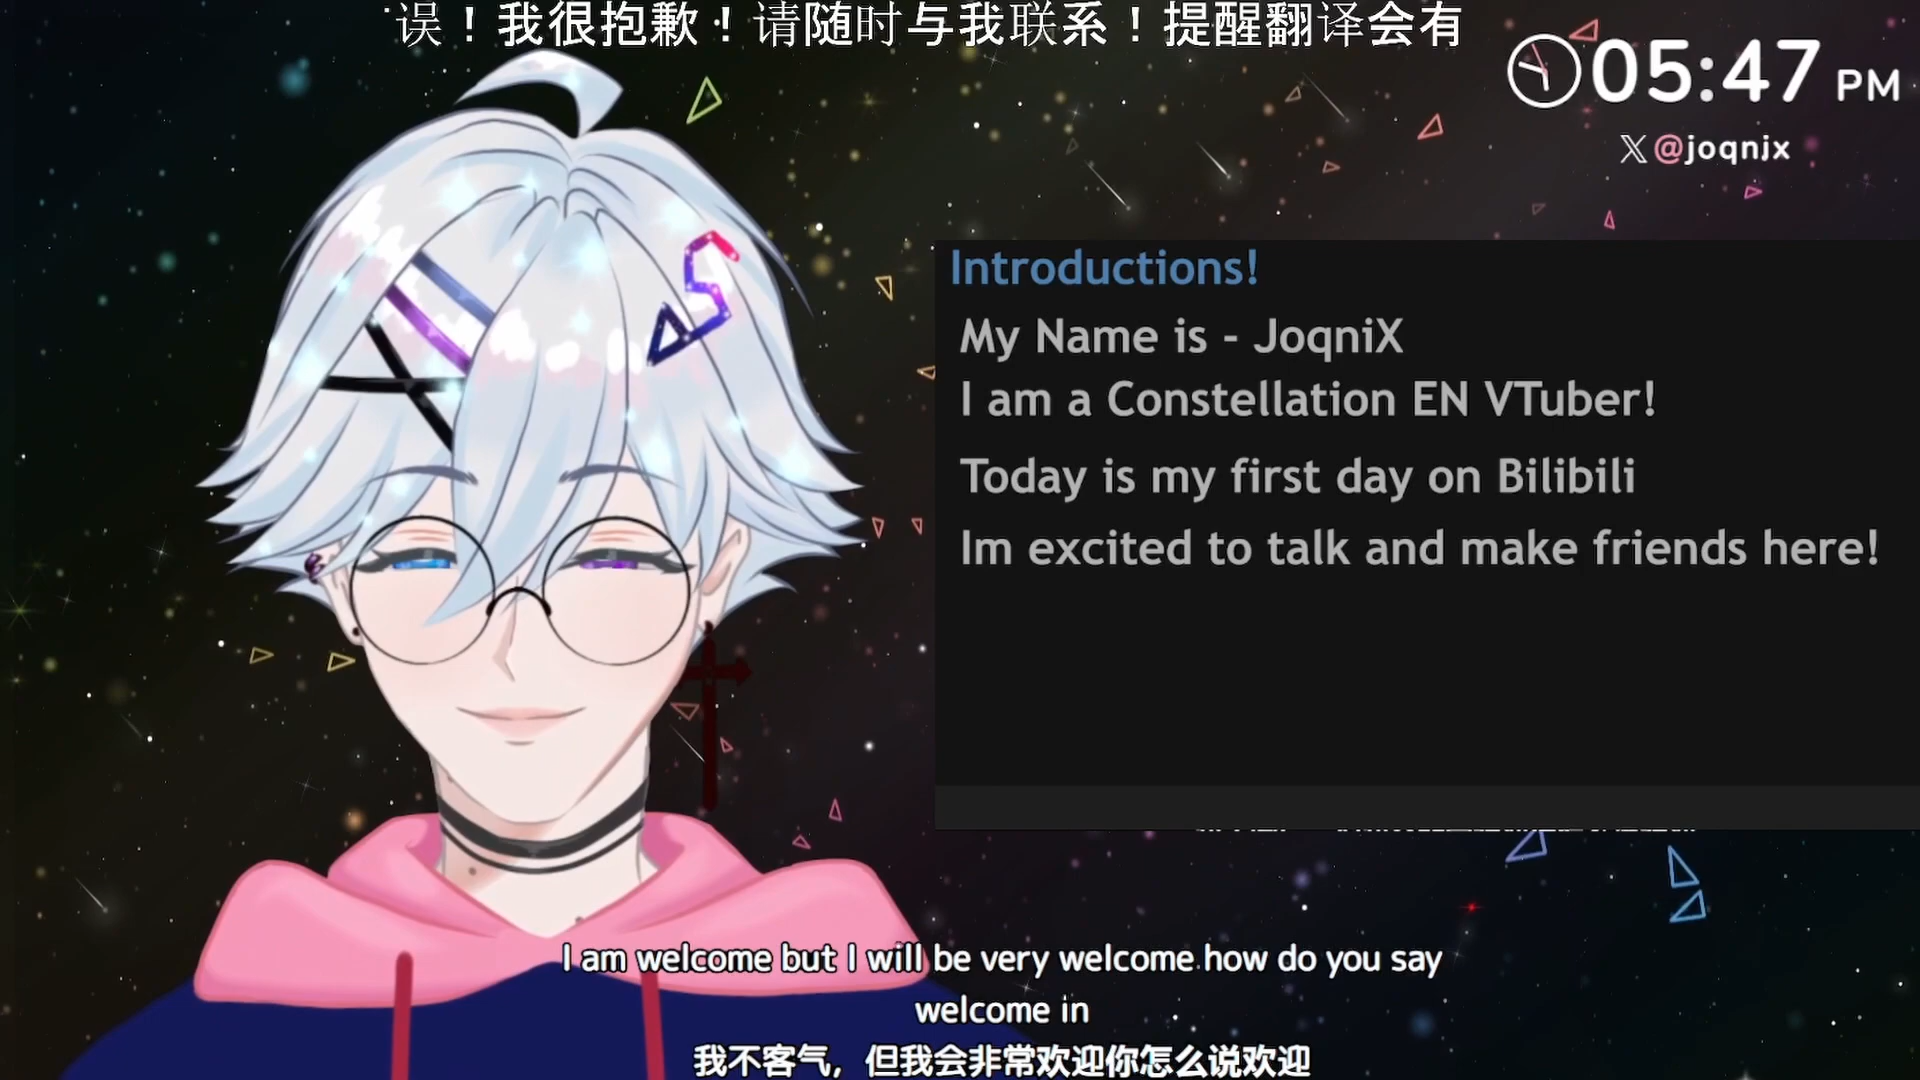 误！我很抱歉！请随时与我联系！提醒翻译会有
05:47 PM
X @joqnjx
Introductions!
My Name is - JoqniX
I am a Constellation EN VTuber!
Today is my first day on Bilibili
Im excited to talk and make friends here!
I am welcome but I will be very welcome how do you say
welcome in
我不客气，但我会非常欢迎你怎么说欢迎